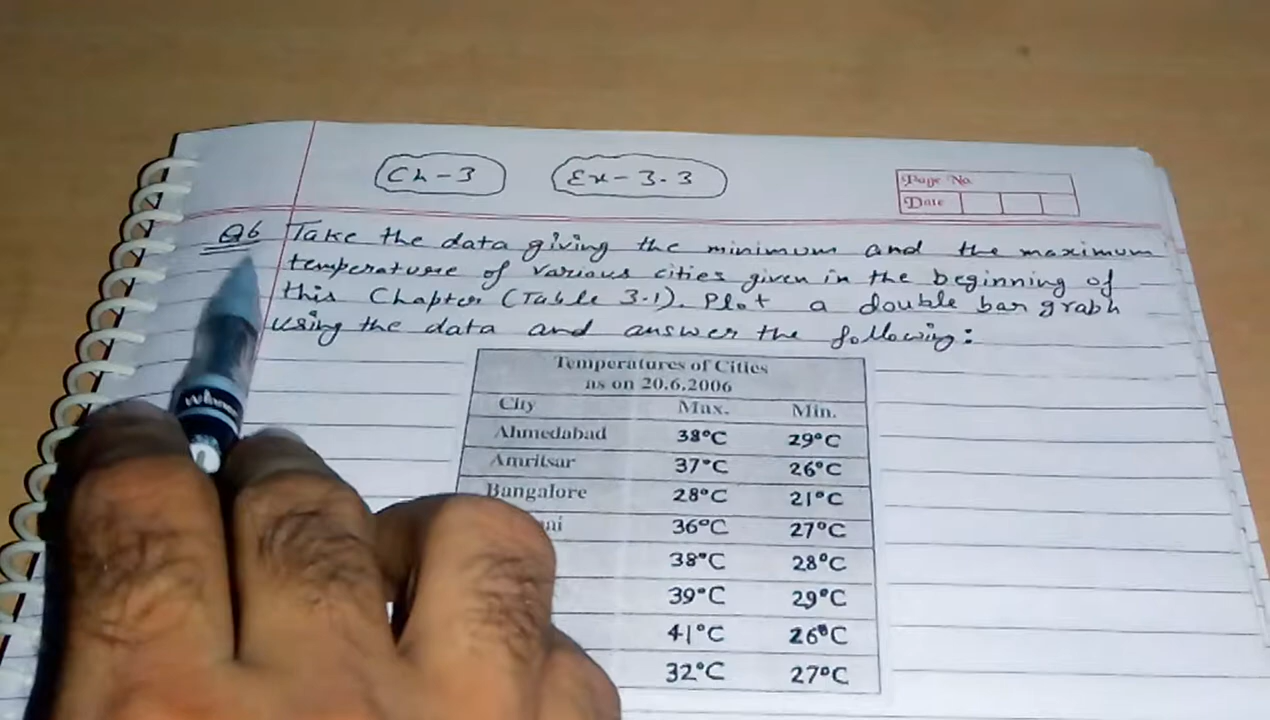 Ch-3 Ex-3.3
Page No.
Date
Q6 Take the data giving the minimum and the maximum
temperature of various cities given in the beginning of
this Chapter (Table 3.1). Plot a double bar graph
using the data and answer the following:
Temperatures of Cities
as on 20.6.2006
City Max. Min.
Ahmedabad 38°C 29°C
Amritsar 37°C 26°C
Bangalore 28°C 21°C
36°C 27°C
38°C 28°C
39°C 29°C
41°C 26°C
32°C 27°C